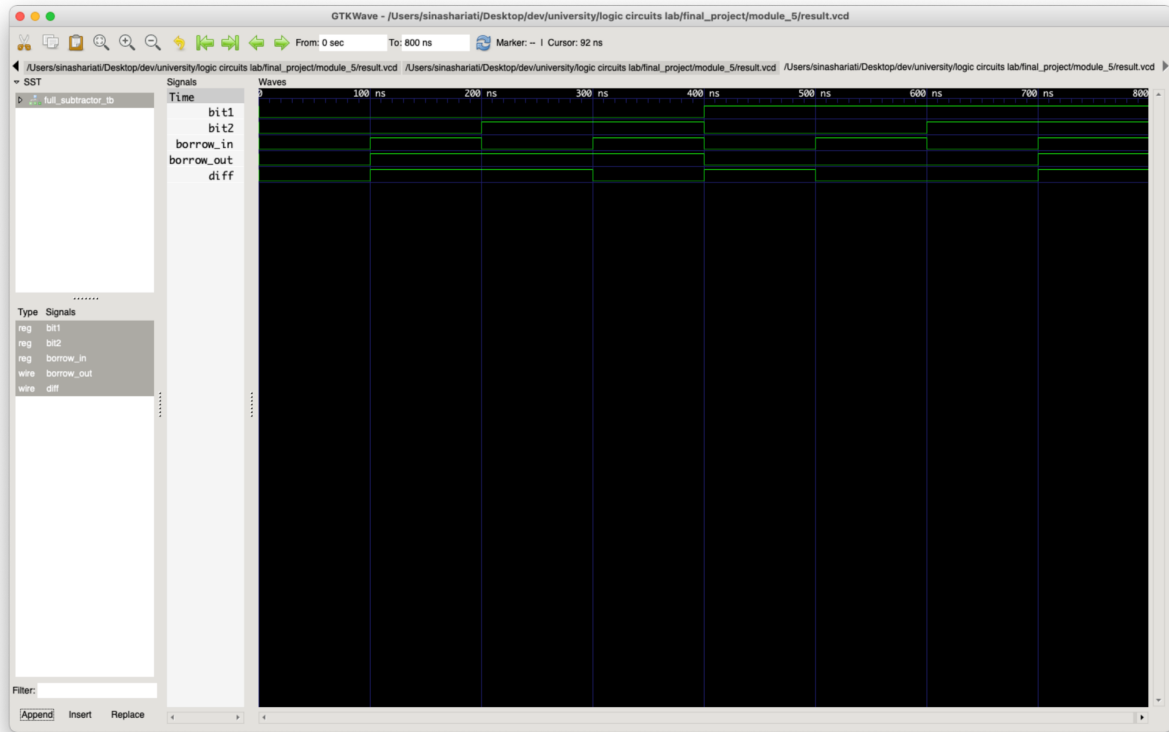 GTKWave - /Users/sinashariati/Desktop/dev/university/logic circuits lab/final_project/module_5/result.vcd
From: 0 sec To: 800 ns Marker: -- | Cursor: 92 ns
/Users/sinashariati/Desktop/dev/university/logic circuits lab/final_project/module_5/result.vcd /Users/sinashariati/Desktop/dev/university/logic circuits lab/final_project/module_5/result.vcd /Users/sinashariati/Desktop/dev/university/logic circuits lab/final_project/module_5/result.vcd
SST
full_subtractor_tb
Type Signals
reg bit1
reg bit2
reg borrow_in
wire borrow_out
wire diff
Filter:
Append Insert Replace
Signals
Time
bit1
bit2
borrow_in
borrow_out
diff
Waves
0 100 ns 200 ns 300 ns 400 ns 500 ns 600 ns 700 ns 800